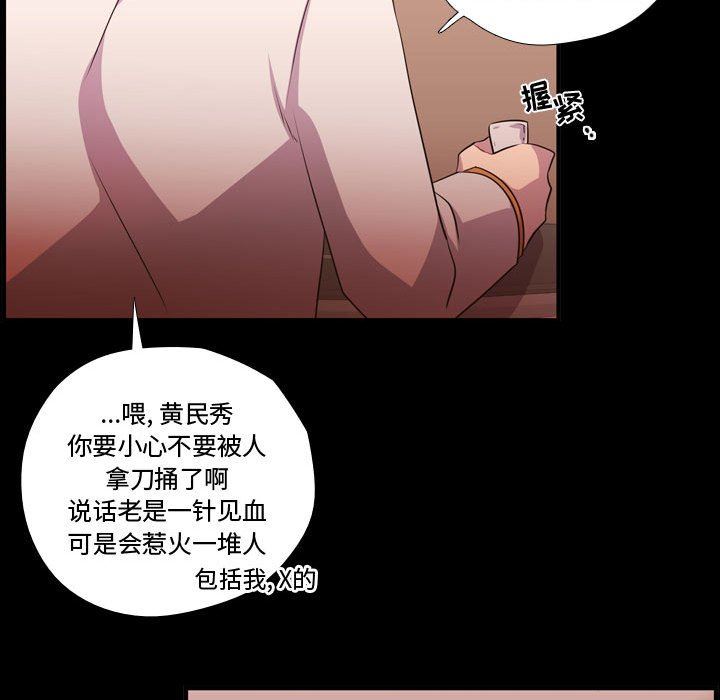 握紧
...喂, 黄民秀
你要小心不要被人
拿刀捅了啊
说话老是一针见血
可是会惹火一堆人
包括我, X的